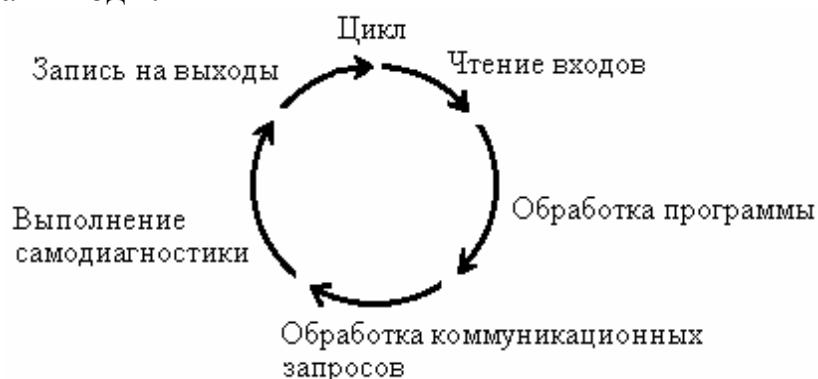 Цикл
Запись на выходы
Чтение входов
Обработка программы
Выполнение
самодиагностики
Обработка коммуникационных
запросов